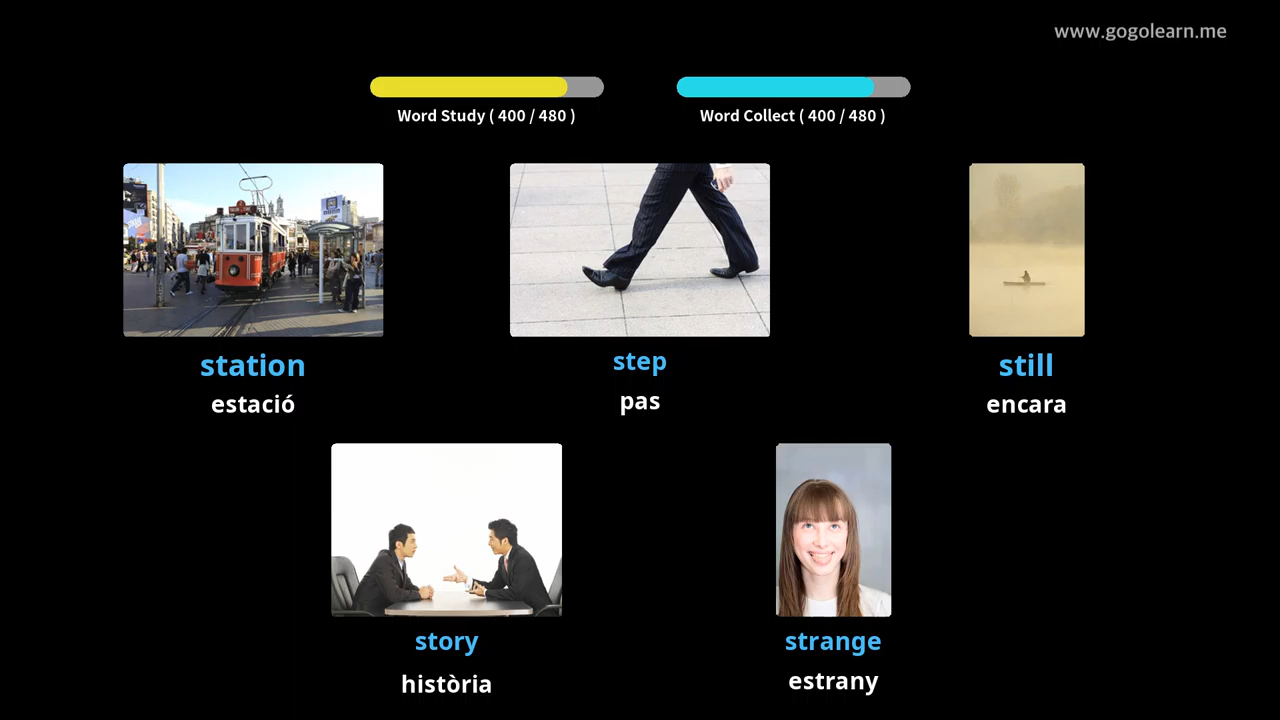 www.gogolearn.me
Word Study ( 400 / 480 )
Word Collect ( 400 / 480 )
station
estació
step
pas
still
encara
story
història
strange
estrany